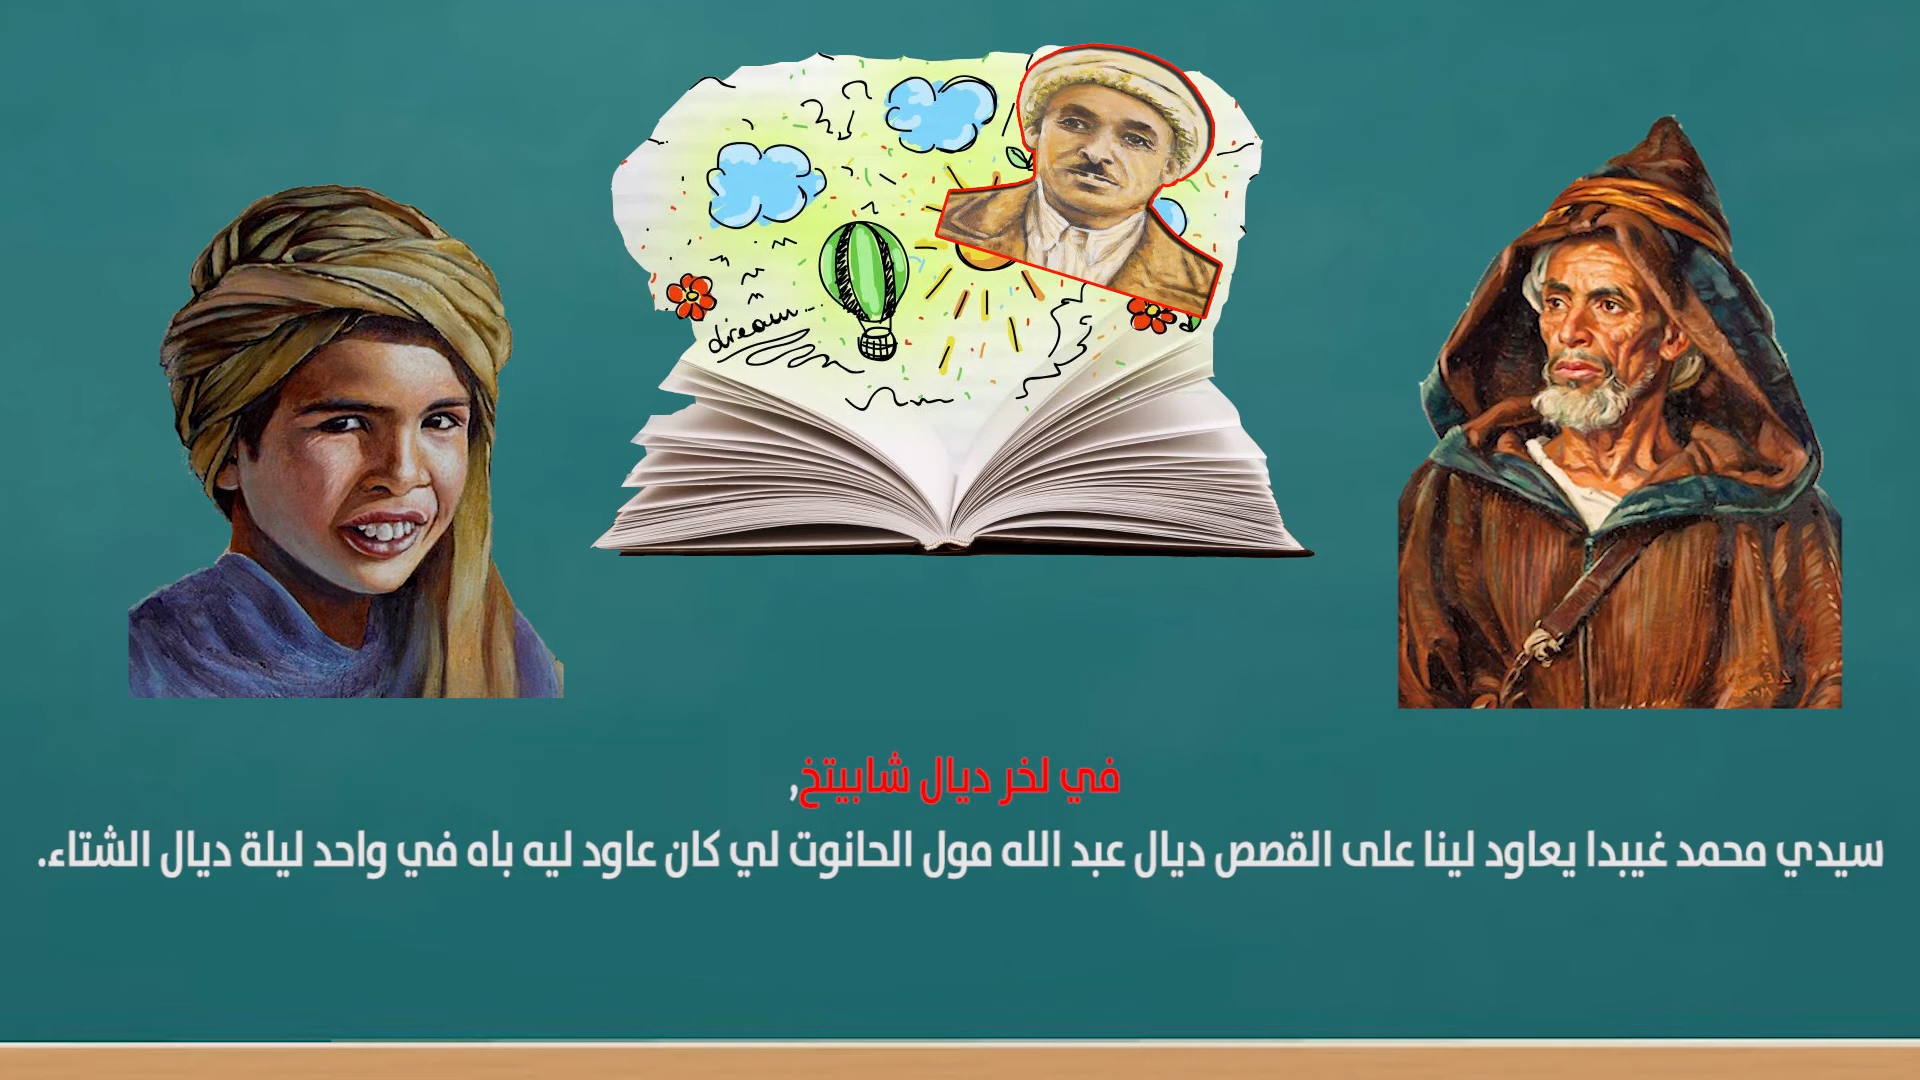 dream...
في لخر ديال شابيتخ,
سيدي محمد غيبدا يعاود لينا على القصص ديال عبد الله مول الحانوت لي كان عاود ليه باه في واحد ليلة ديال الشتاء.